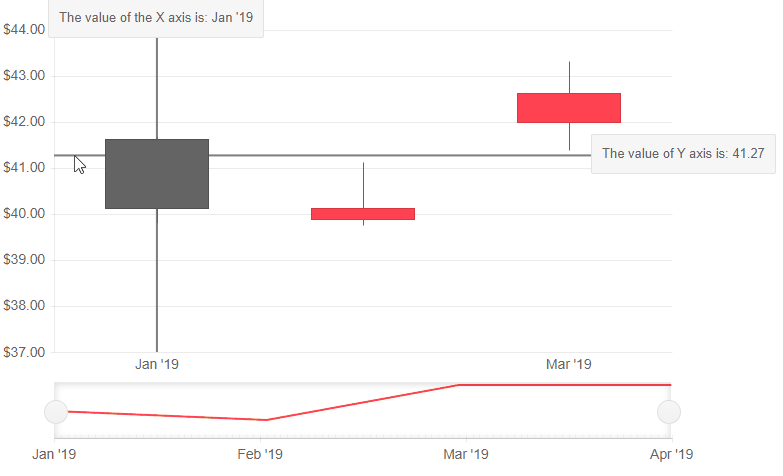 The value of the X axis is: Jan '19
$44.00
$43.00
$42.00
The value of Y axis is: 41.27
$41.00
$40.00
$39.00
$38.00
$37.00
Jan '19
Mar '19
Jan '19
Feb '19
Mar '19
Apr '19